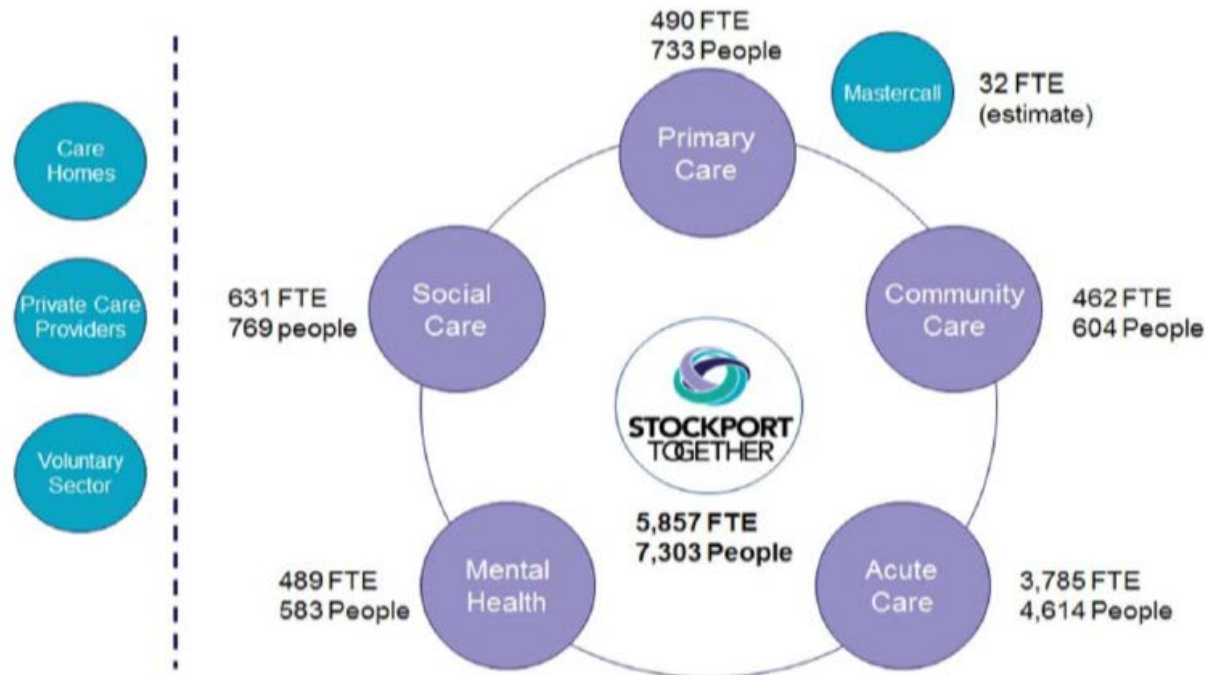 490 FTE
733 People
Mastercall
32 FTE
(estimate)
Care
Homes
Primary
Care
Private Care
Providers
631 FTE
769 people
Social
Care
Community
Care
462 FTE
604 People
STOCKPORT
TOGETHER
Voluntary
Sector
5,857 FTE
7,303 People
489 FTE
583 People
Mental
Health
Acute
Care
3,785 FTE
4,614 People